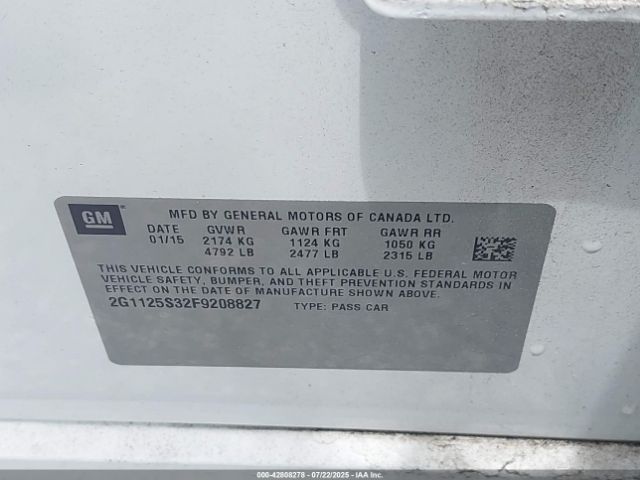 GM
MFD BY GENERAL MOTORS OF CANADA LTD.
DATE GVWR GAWR FRT GAWR RR
01/15 2174 KG 1124 KG 1050 KG
4792 LB 2477 LB 2315 LB
THIS VEHICLE CONFORMS TO ALL APPLICABLE U.S. FEDERAL MOTOR
VEHICLE SAFETY, BUMPER, AND THEFT PREVENTION STANDARDS IN
EFFECT ON THE DATE OF MANUFACTURE SHOWN ABOVE.
2G1125S32F9208827 TYPE: PASS CAR
000-42808278 - 07/22/2025 - IAA Corp.